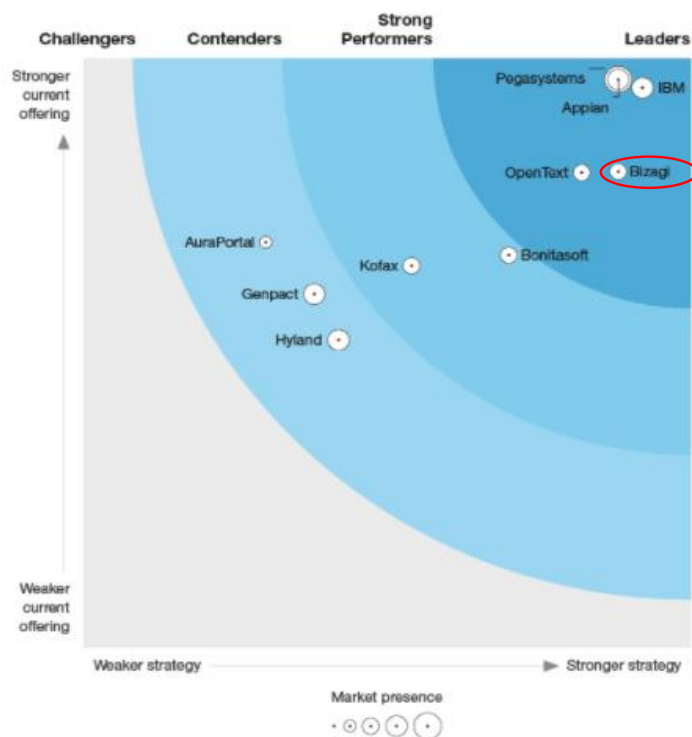 Challengers
Contenders
Strong
Performers
Leaders
Stronger
current
offering
Pegasystems
IBM
Appian
OpenText
Bizagi
AuraPortal
Kofax
Bonitasoft
Genpact
Hyland
Weaker
current
offering
Weaker strategy
Stronger strategy
Market presence